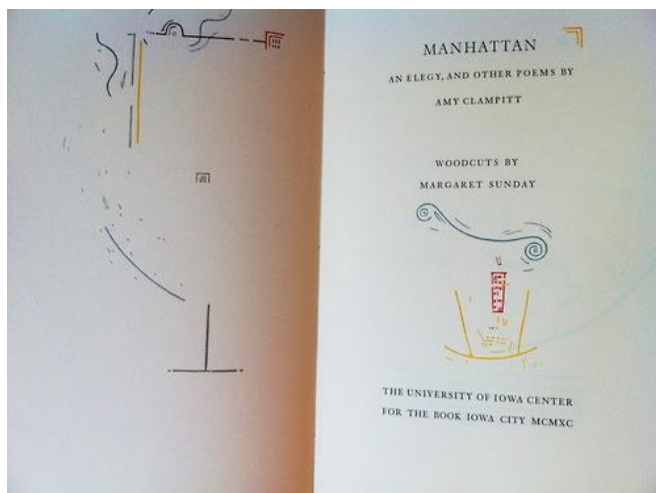 MANHATTAN
AN ELEGY, AND OTHER POEMS BY
AMY CLAMPITT
WOODCUTS BY
MARGARET SUNDAY
THE UNIVERSITY OF IOWA CENTER
FOR THE BOOK IOWA CITY MCMXC